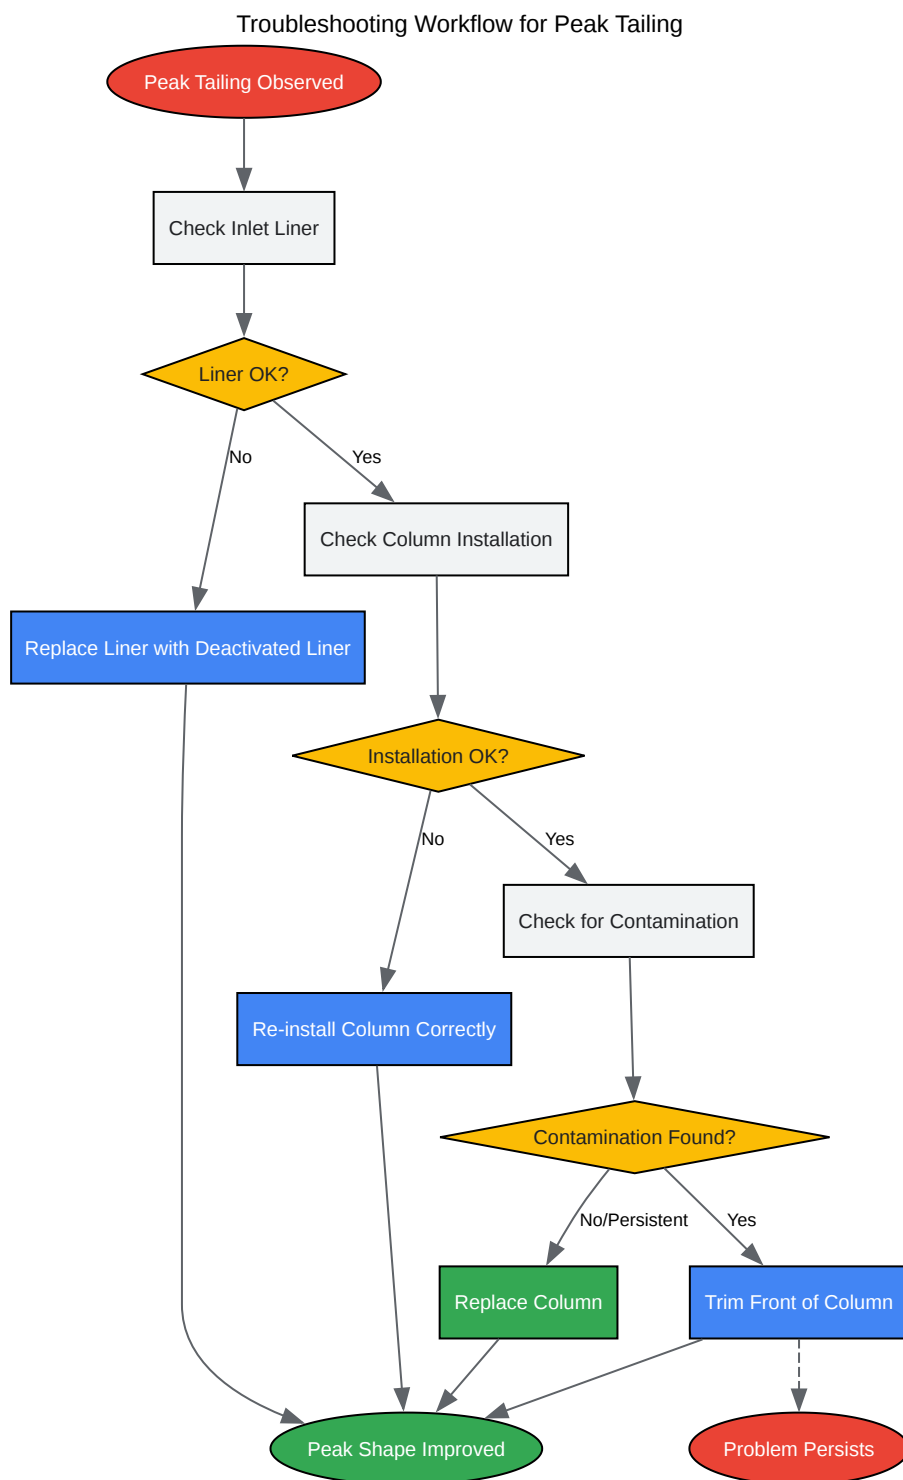 Troubleshooting Workflow for Peak Tailing
Peak Tailing Observed
Check Inlet Liner
Liner OK?
No
Yes
Check Column Installation
Replace Liner with Deactivated Liner
Installation OK?
No
Yes
Check for Contamination
Re-install Column Correctly
Contamination Found?
No/Persistent
Yes
Replace Column
Trim Front of Column
Peak Shape Improved
Problem Persists